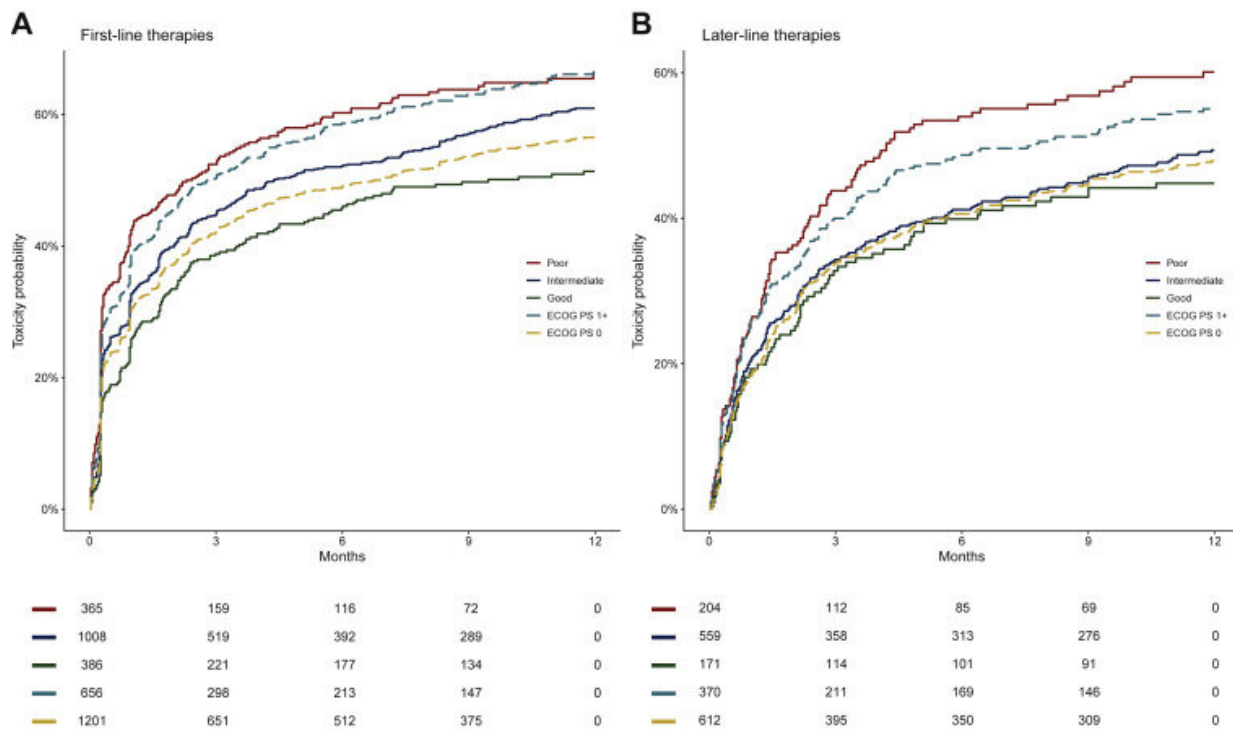 A
First-line therapies
Toxicity probability
60%
40%
20%
0%
Poor
Intermediate
Good
ECOG PS 1+
ECOG PS 0
0 3 6 9 12
Months
365 159 116 72 0
1008 519 392 289 0
386 221 177 134 0
656 298 213 147 0
1201 651 512 375 0
B
Later-line therapies
Toxicity probability
60%
40%
20%
0%
Poor
Intermediate
Good
ECOG PS 1+
ECOG PS 0
0 3 6 9 12
Months
204 112 85 69 0
559 358 313 276 0
171 114 101 91 0
370 211 169 146 0
612 395 350 309 0